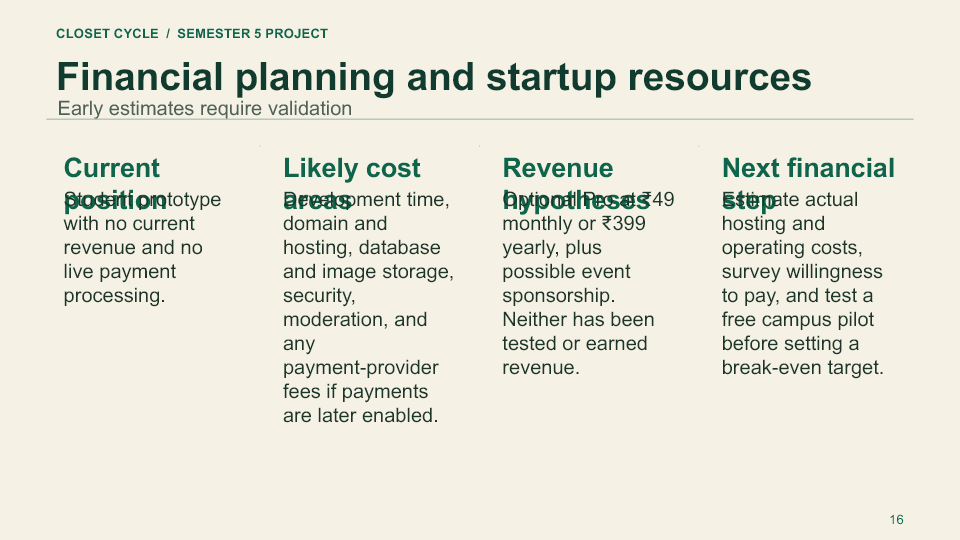 CLOSET CYCLE / SEMESTER 5 PROJECT
Financial planning and startup resources
Early estimates require validation
Current
position
Student prototype
with no current
revenue and no
live payment
processing.
Likely cost
areas
Development time,
domain and
hosting, database
and image storage,
security,
moderation, and
any
payment-provider
fees if payments
are later enabled.
Revenue
hypotheses
Optional Pro at ₹49
monthly or ₹399
yearly, plus
possible event
sponsorship.
Neither has been
tested or earned
revenue.
Next financial
step
Estimate actual
hosting and
operating costs,
survey willingness
to pay, and test a
free campus pilot
before setting a
break-even target.
16